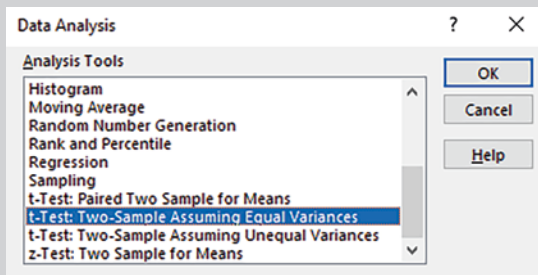 Data Analysis ? ×
Analysis Tools
Histogram
Moving Average
Random Number Generation
Rank and Percentile
Regression
Sampling
t-Test: Paired Two Sample for Means
t-Test: Two-Sample Assuming Equal Variances
t-Test: Two-Sample Assuming Unequal Variances
z-Test: Two Sample for Means
OK
Cancel
Help